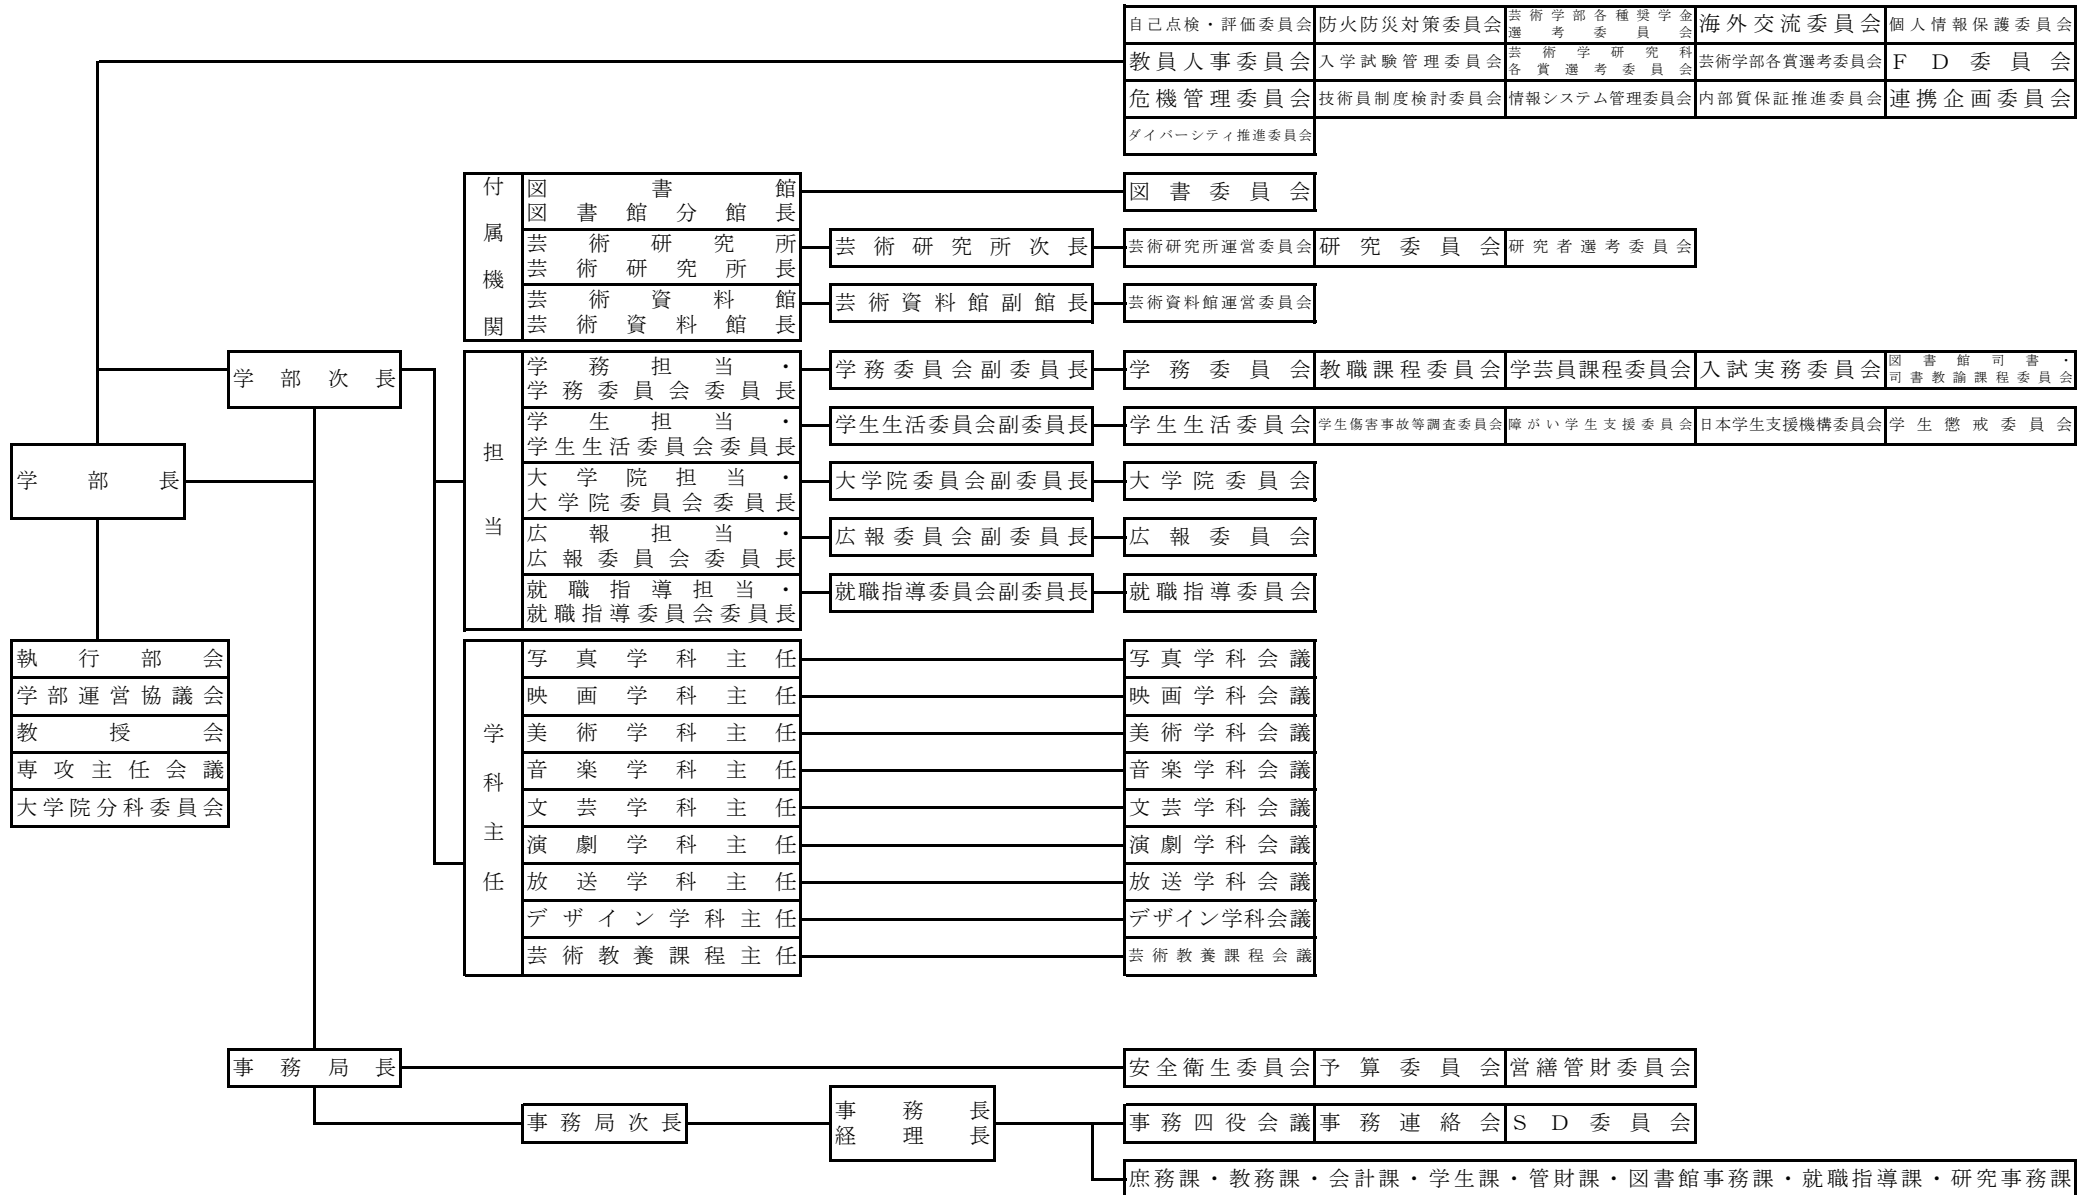 自己点検・評価委員会 防火防災対策委員会 芸術学部各種奨学金 海外交流委員会 個人情報保護委員会
選考委員会
教員人事委員会 入学試験管理委員会 芸術学研究科 芸術学部各賞選考委員会 FD委員会
各賞選考委員会
危機管理委員会 技術員制度検討委員会 情報システム管理委員会 内部質保証推進委員会 連携企画委員会
ダイバーシティ推進委員会
付属機関
図書館
図書館分館長
図書委員会
芸術研究所
芸術研究所長
芸術研究所次長 芸術研究所運営委員会 研究委員会 研究者選考委員会
芸術資料館
芸術資料館長
芸術資料館副館長 芸術資料館運営委員会
学部次長
担当
学務担当・
学務委員会委員長
学務委員会副委員長 学務委員会 教職課程委員会 学芸員課程委員会 入試実務委員会 図書館司書・
司書教諭課程委員会
学生担当・
学生生活委員会委員長
学生生活委員会副委員長 学生生活委員会 学生傷害事故等調査委員会 障がい学生支援委員会 日本学生支援機構委員会 学生懲戒委員会
学部長
大学院担当・
大学院委員会委員長
大学院委員会副委員長 大学院委員会
広報担当・
広報委員会委員長
広報委員会副委員長 広報委員会
就職指導担当・
就職指導委員会委員長
就職指導委員会副委員長 就職指導委員会
執行部会
学部運営協議会
教授会
専攻主任会議
大学院分科委員会
学科主任
写真学科主任 写真学科会議
映画学科主任 映画学科会議
美術学科主任 美術学科会議
音楽学科主任 音楽学科会議
文芸学科主任 文芸学科会議
演劇学科主任 演劇学科会議
放送学科主任 放送学科会議
デザイン学科主任 デザイン学科会議
芸術教養課程主任 芸術教養課程会議
事務局長 安全衛生委員会 予算委員会 営繕管財委員会
事務局次長
事務長
経理長
事務四役会議 事務連絡会 SD委員会
庶務課・教務課・会計課・学生課・管財課・図書館事務課・就職指導課・研究事務課